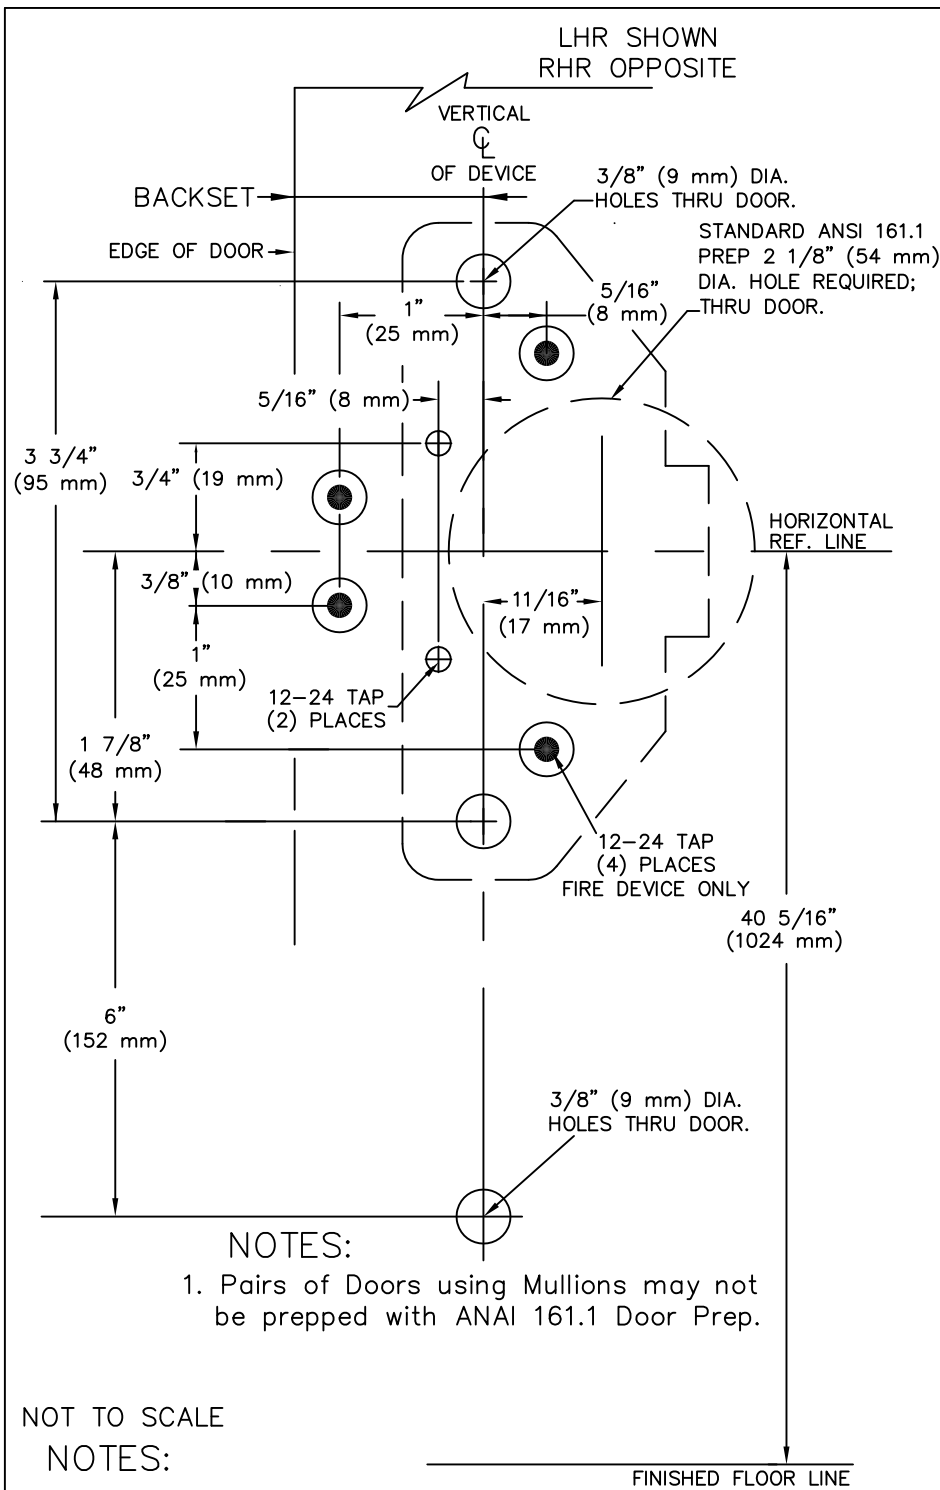 LHR SHOWN
RHR OPPOSITE
VERTICAL
℄
OF DEVICE
BACKSET
3/8" (9 mm) DIA.
HOLES THRU DOOR.
EDGE OF DOOR
STANDARD ANSI 161.1
PREP 2 1/8" (54 mm)
DIA. HOLE REQUIRED;
THRU DOOR.
1"
(25 mm)
5/16"
(8 mm)
5/16" (8 mm)
3 3/4"
(95 mm)
3/4" (19 mm)
HORIZONTAL
REF. LINE
3/8" (10 mm)
11/16"
(17 mm)
1"
(25 mm)
12-24 TAP
(2) PLACES
1 7/8"
(48 mm)
12-24 TAP
(4) PLACES
FIRE DEVICE ONLY
40 5/16"
(1024 mm)
6"
(152 mm)
3/8" (9 mm) DIA.
HOLES THRU DOOR.
NOTES:
1. Pairs of Doors using Mullions may not
be prepped with ANAI 161.1 Door Prep.
NOT TO SCALE
NOTES:
FINISHED FLOOR LINE